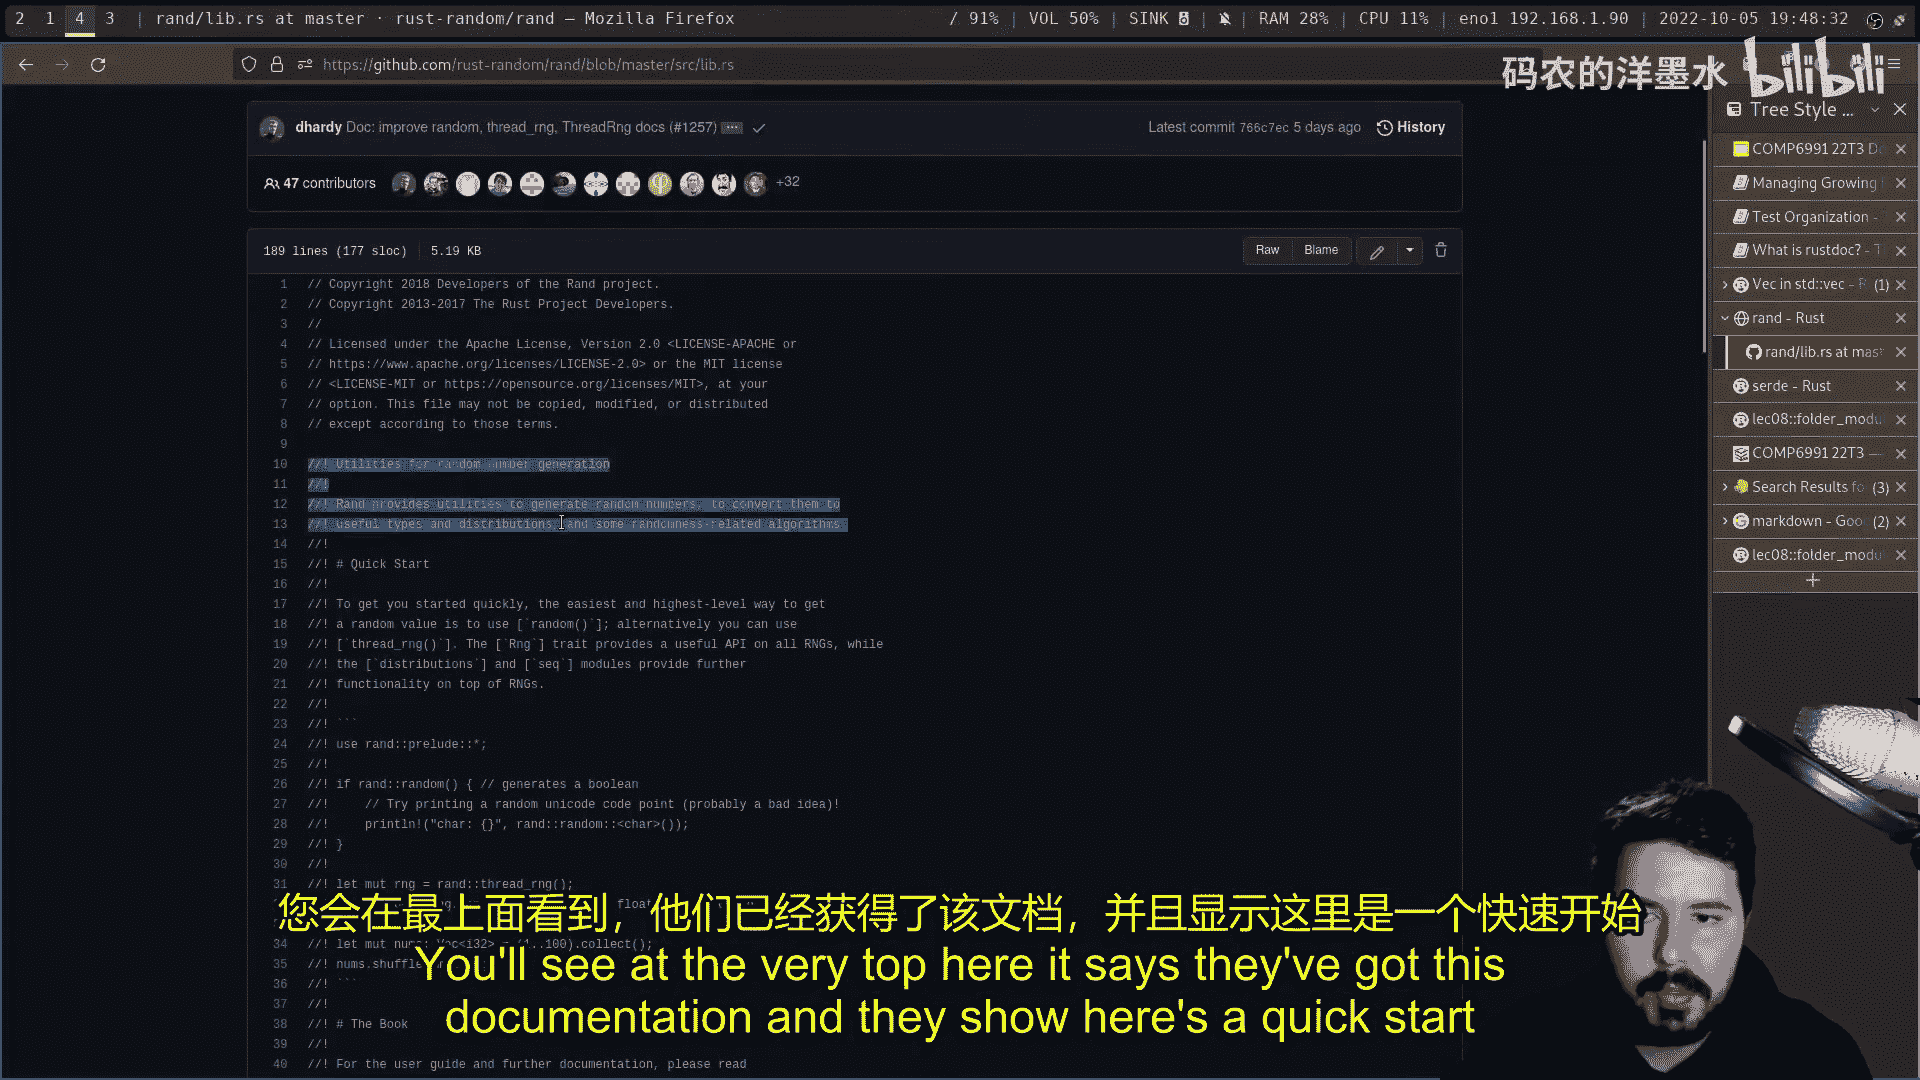 2 1 4 3 | rand/lib.rs at master · rust-random/rand — Mozilla Firefox
/ 91% | VOL 50% | SINK | RAM 28% | CPU 11% | eno1 192.168.1.90 | 2022-10-05 19:48:32
https://github.com/rust-random/rand/blob/master/src/lib.rs
码农的洋墨水 bilibili
Tree Style ...
dhardy Doc: improve random, thread_rng, ThreadRng docs (#1257) ...
Latest commit 766c7ec 5 days ago History
47 contributors +32
189 lines (177 sloc) 5.19 KB
Raw Blame
1 // Copyright 2018 Developers of the Rand project.
2 // Copyright 2013-2017 The Rust Project Developers.
3 //
4 // Licensed under the Apache License, Version 2.0 <LICENSE-APACHE or
5 // https://www.apache.org/licenses/LICENSE-2.0> or the MIT license
6 // <LICENSE-MIT or https://opensource.org/licenses/MIT>, at your
7 // option. This file may not be copied, modified, or distributed
8 // except according to those terms.
9
10 //! Utilities for random number generation
11 //!
12 //! Rand provides utilities to generate random numbers, to convert them to
13 //! useful types and distributions, and some randomness-related algorithms.
14 //!
15 //! # Quick Start
16 //!
17 //! To get you started quickly, the easiest and highest-level way to get
18 //! a random value is to use [`random()`]; alternatively you can use
19 //! [`thread_rng()`]. The [`Rng`] trait provides a useful API on all RNGs, while
20 //! the [`distributions`] and [`seq`] modules provide further
21 //! functionality on top of RNGs.
22 //!
23 //! ```
24 //! use rand::prelude::*;
25 //!
26 //! if rand::random() { // generates a boolean
27 //!     // Try printing a random unicode code point (probably a bad idea)!
28 //!     println!("char: {}", rand::random::<char>());
29 //! }
30 //!
31 //! let mut rng = rand::thread_rng();
34 //! let mut nums: Vec<i32> = (1..100).collect();
35 //! nums.shuffle
36 //! ```
37 //!
38 //! # The Book
39 //!
40 //! For the user guide and further documentation, please read
COMP6991 22T3 D
Managing Growing
Test Organization -
What is rustdoc? - T
Vec in std::vec - R (1)
rand - Rust
rand/lib.rs at mast
serde - Rust
lec08::folder_modu
COMP6991 22T3 —
Search Results fo (3)
markdown - Goo (2)
lec08::folder_modu
您会在最上面看到，他们已经获得了该文档，并且显示这里是一个快速开始
You'll see at the very top here it says they've got this
documentation and they show here's a quick start